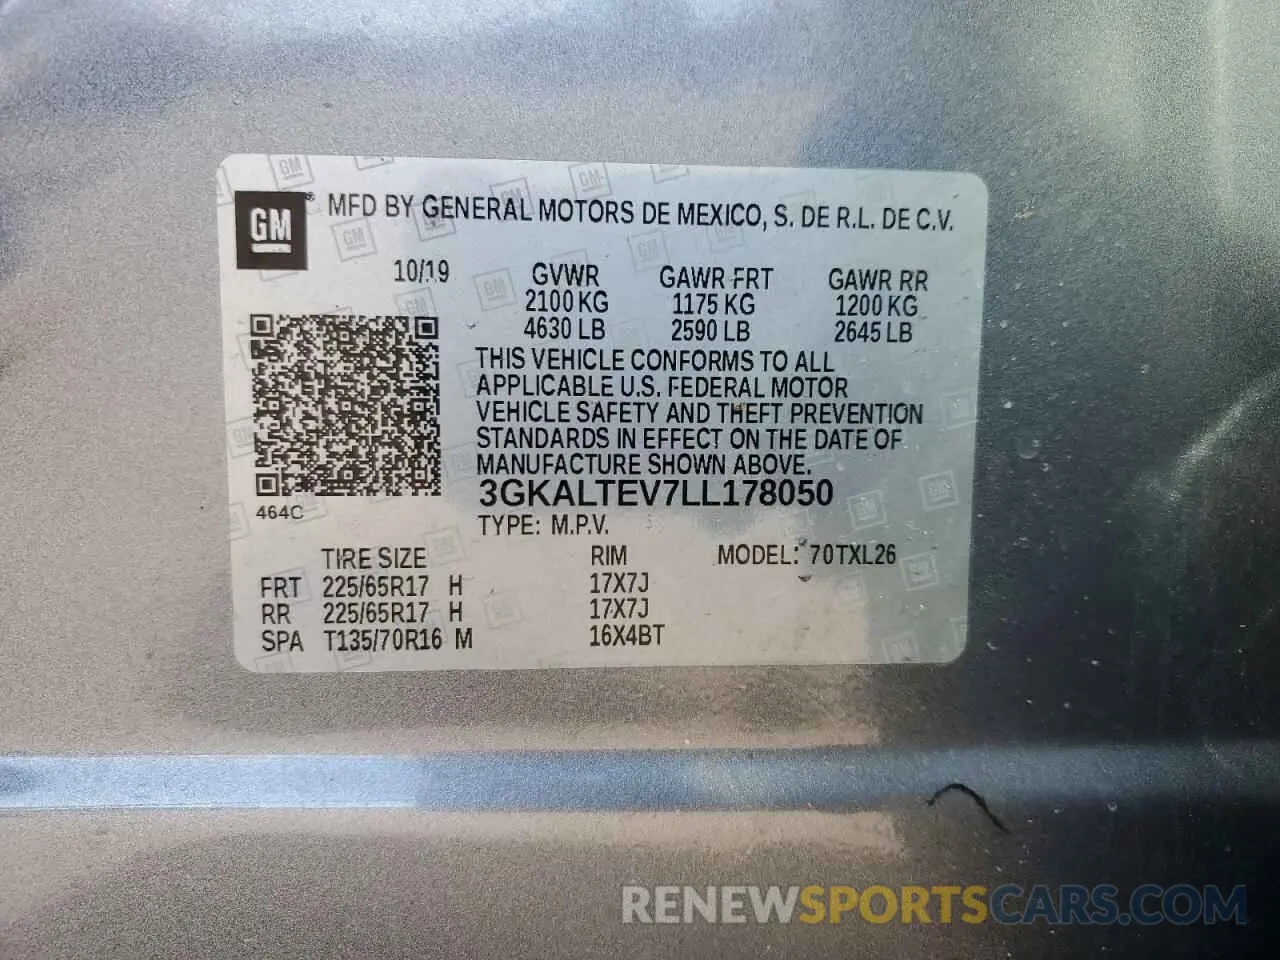 GM® MFD BY GENERAL MOTORS DE MEXICO, S. DE R.L. DE C.V.
10/19 GVWR GAWR FRT GAWR RR
2100 KG 1175 KG 1200 KG
4630 LB 2590 LB 2645 LB
THIS VEHICLE CONFORMS TO ALL
APPLICABLE U.S. FEDERAL MOTOR
VEHICLE SAFETY AND THEFT PREVENTION
STANDARDS IN EFFECT ON THE DATE OF
MANUFACTURE SHOWN ABOVE.
3GKALTEV7LL178050
464C
TYPE: M.P.V.
TIRE SIZE RIM MODEL: 70TXL26
FRT 225/65R17 H 17X7J
RR 225/65R17 H 17X7J
SPA T135/70R16 M 16X4BT
RENEWSPORTSCARS.COM